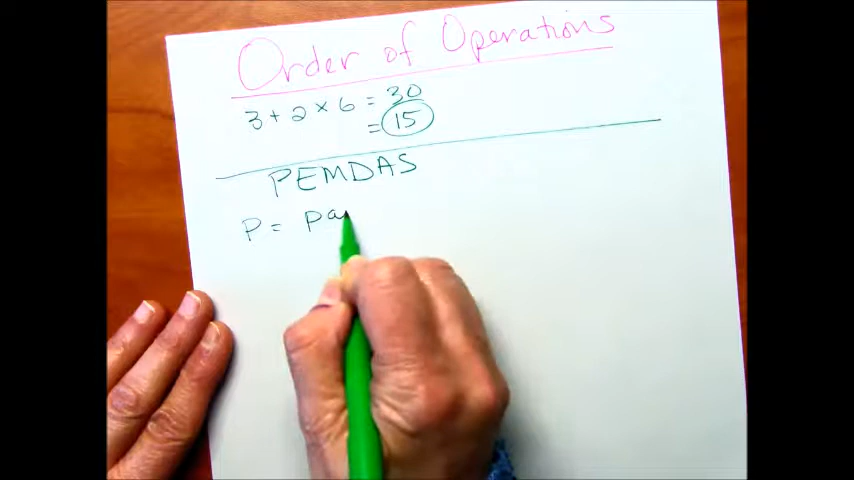 Order of Operations
3 + 2 × 6 = 30
= 15
PEMDAS
P = pa